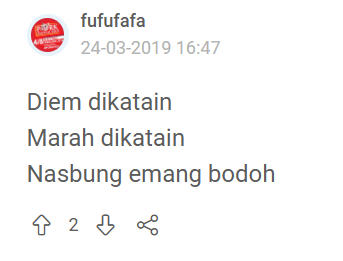 fufufafa
24-03-2019 16:47
Diem dikatain
Marah dikatain
Nasbung emang bodoh
2